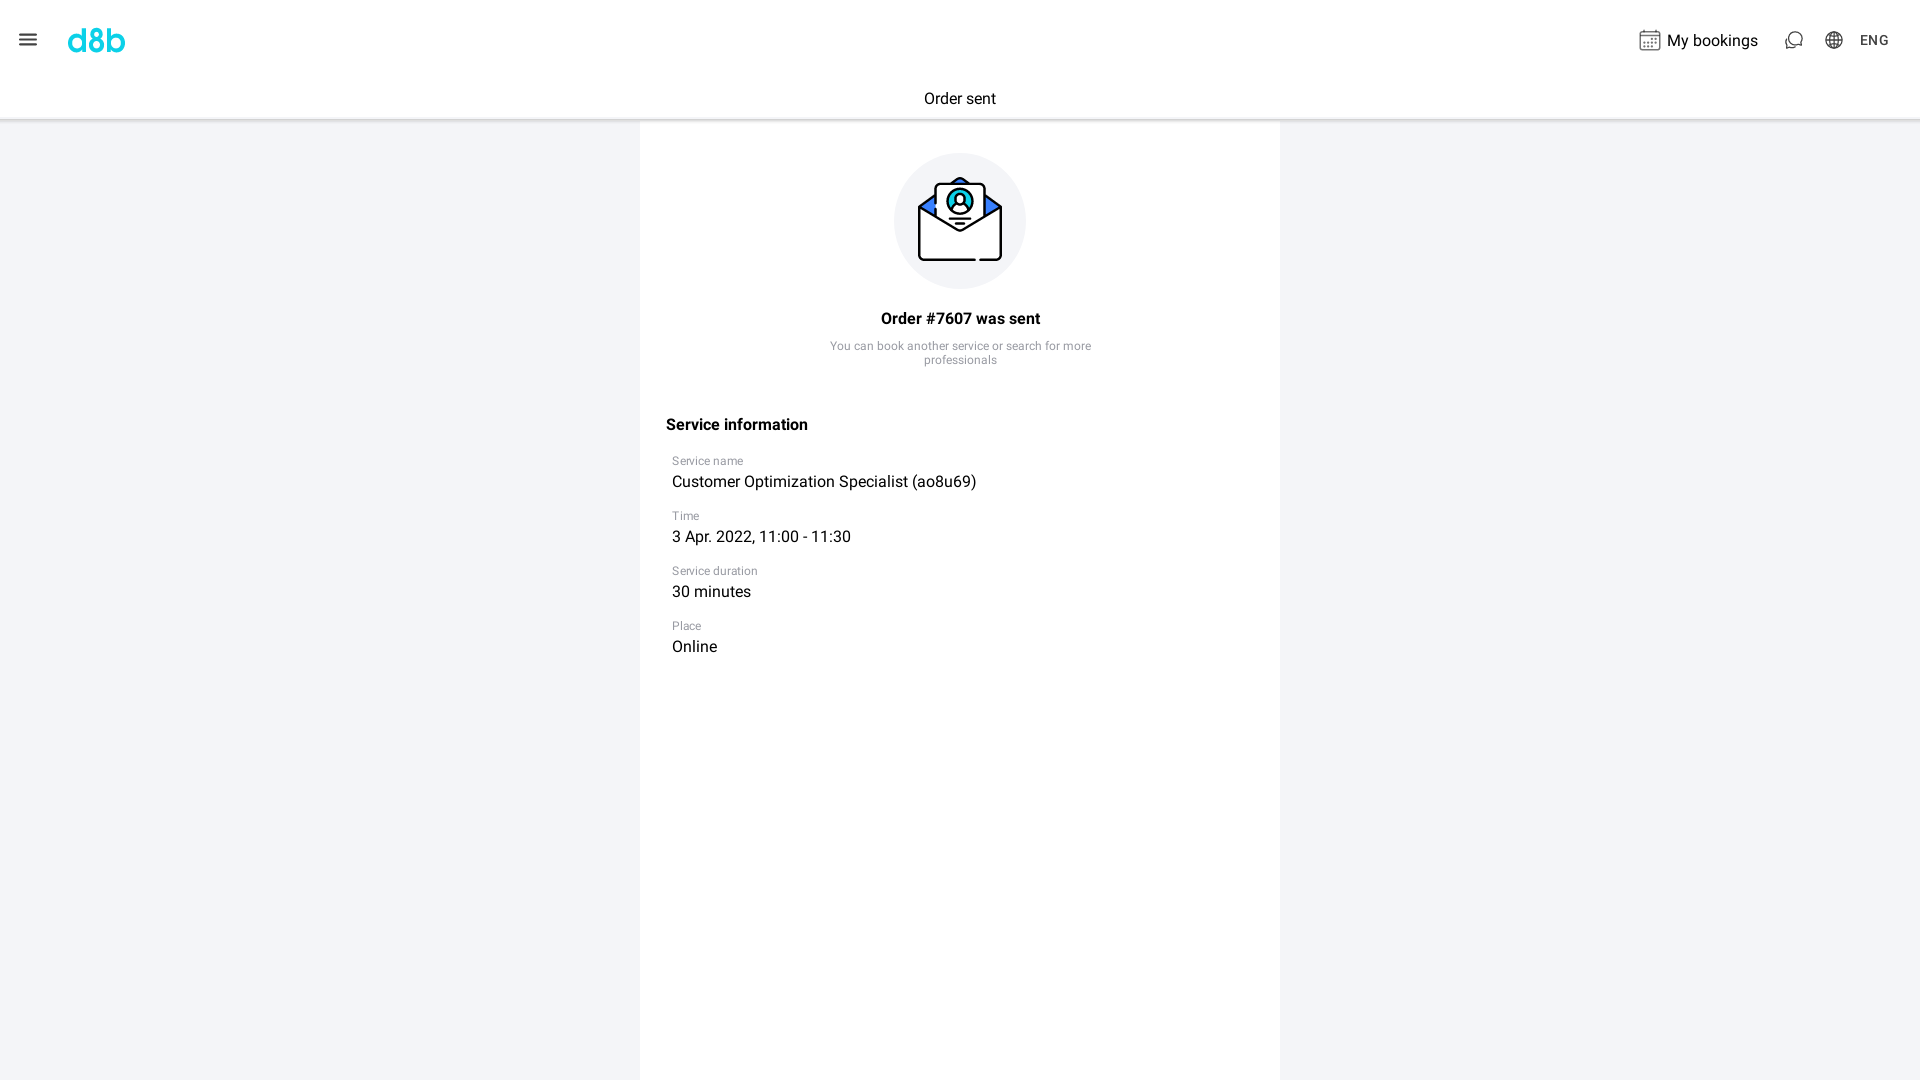 d8b
My bookings
ENG
Order sent
Order #7607 was sent
You can book another service or search for more
professionals
Service information
Service name
Customer Optimization Specialist (ao8u69)
Time
3 Apr. 2022, 11:00 - 11:30
Service duration
30 minutes
Place
Online